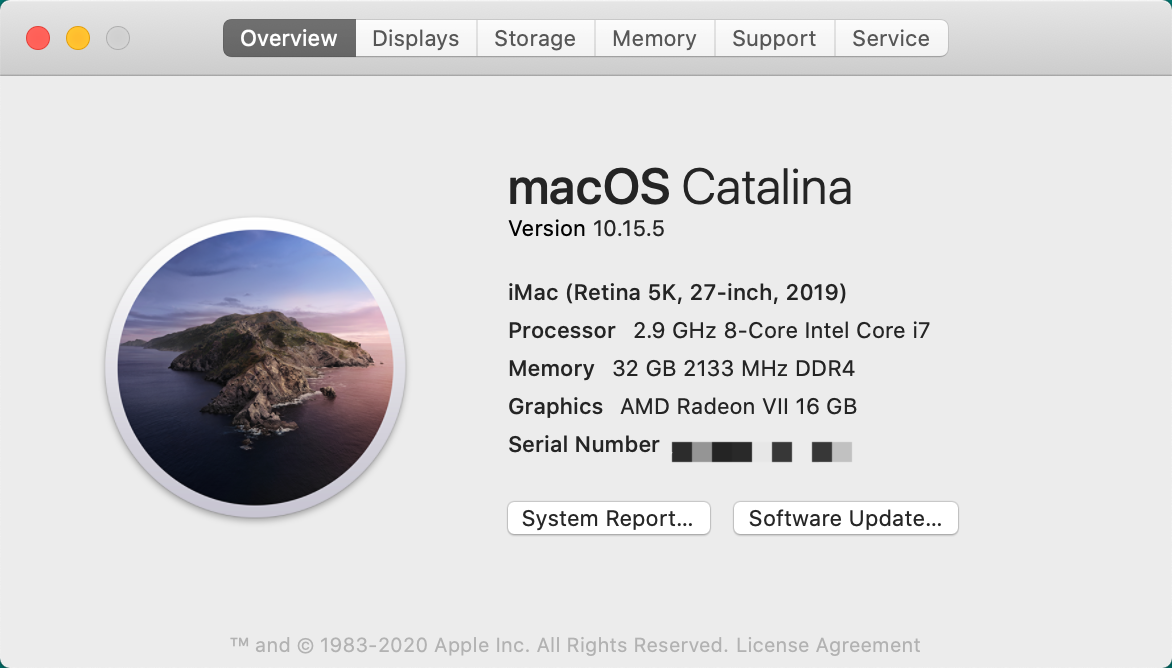 Overview Displays Storage Memory Support Service
macOS Catalina
Version 10.15.5
iMac (Retina 5K, 27-inch, 2019)
Processor 2.9 GHz 8-Core Intel Core i7
Memory 32 GB 2133 MHz DDR4
Graphics AMD Radeon VII 16 GB
Serial Number
System Report... Software Update...
™ and © 1983-2020 Apple Inc. All Rights Reserved. License Agreement